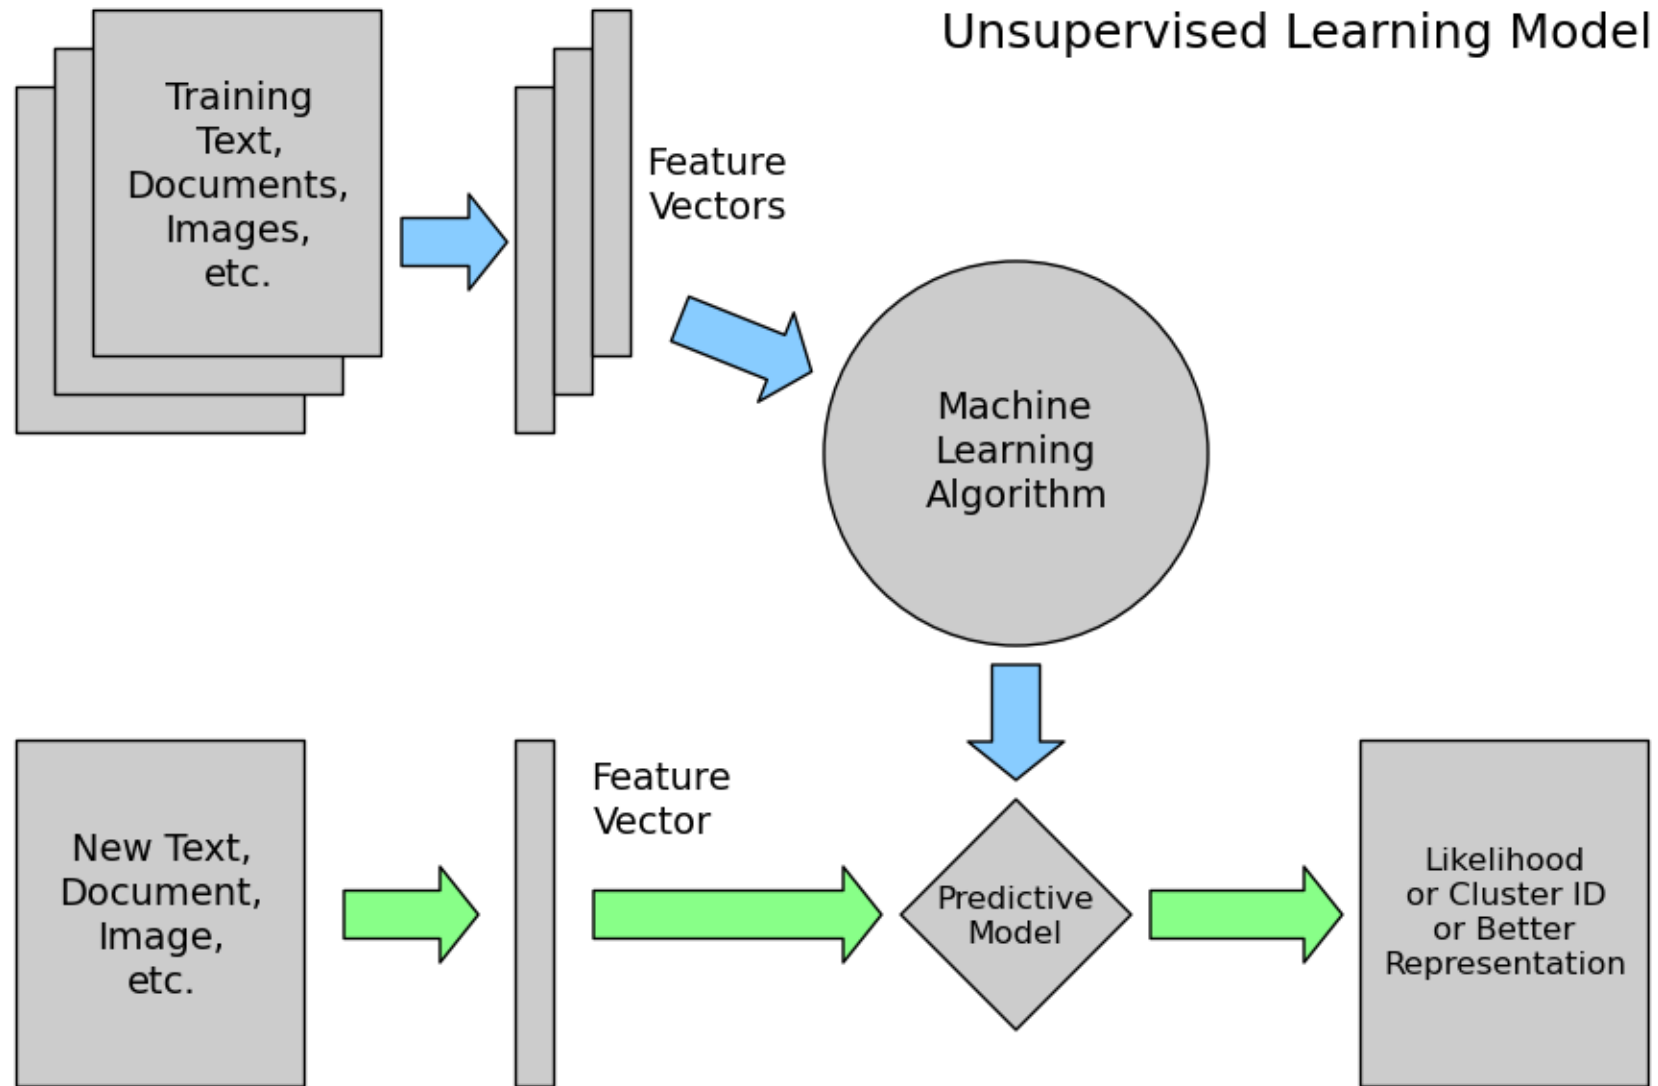 Unsupervised Learning Model
Training
Text,
Documents,
Images,
etc.
Feature
Vectors
Machine
Learning
Algorithm
New Text,
Document,
Image,
etc.
Feature
Vector
Predictive
Model
Likelihood
or Cluster ID
or Better
Representation